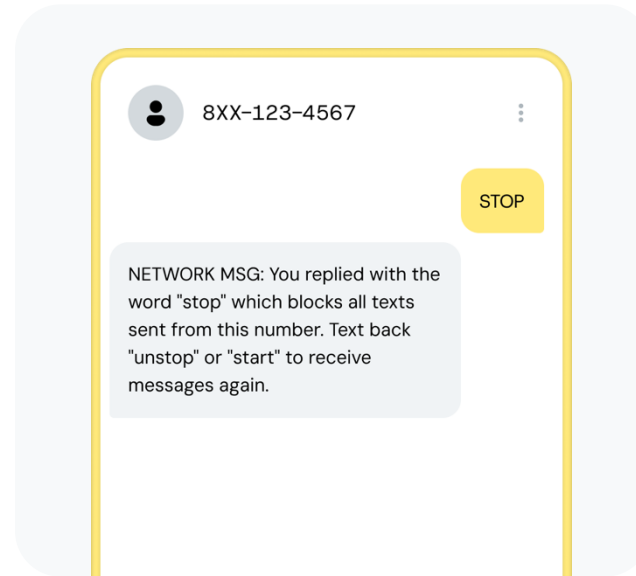 8XX-123-4567
STOP
NETWORK MSG: You replied with the
word "stop" which blocks all texts
sent from this number. Text back
"unstop" or "start" to receive
messages again.